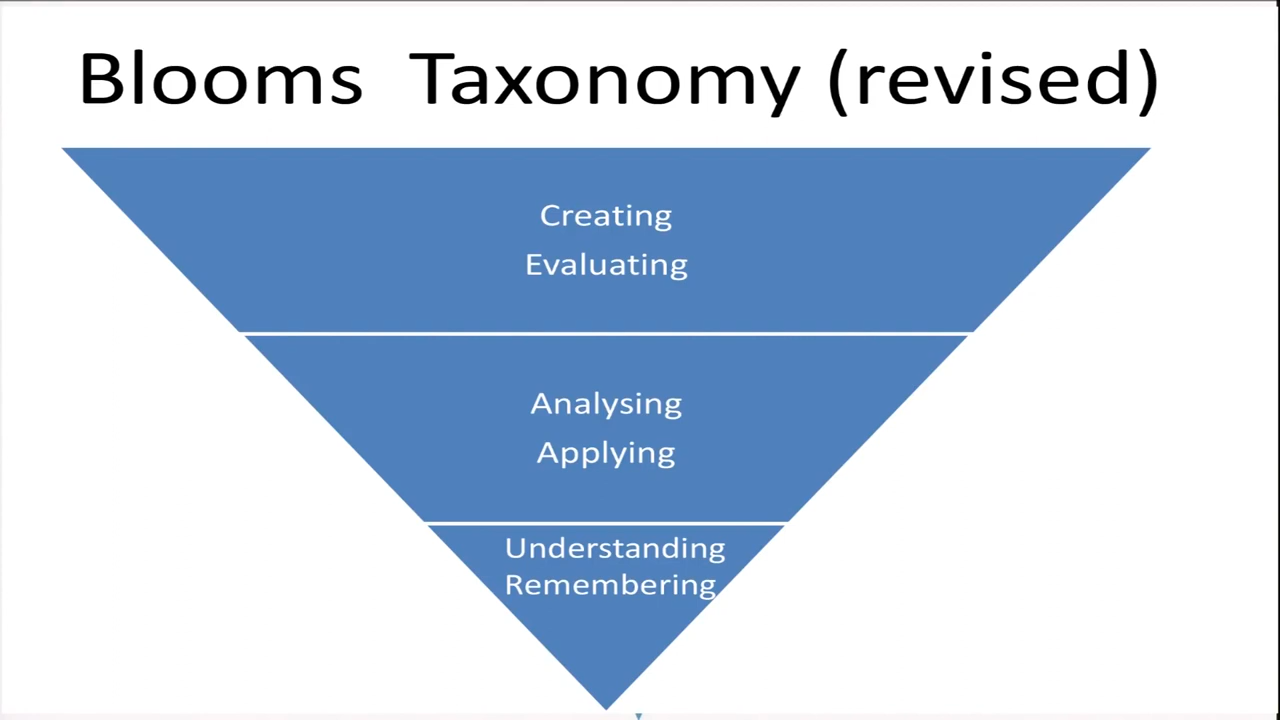 Blooms Taxonomy (revised)
Creating
Evaluating
Analysing
Applying
Understanding
Remembering